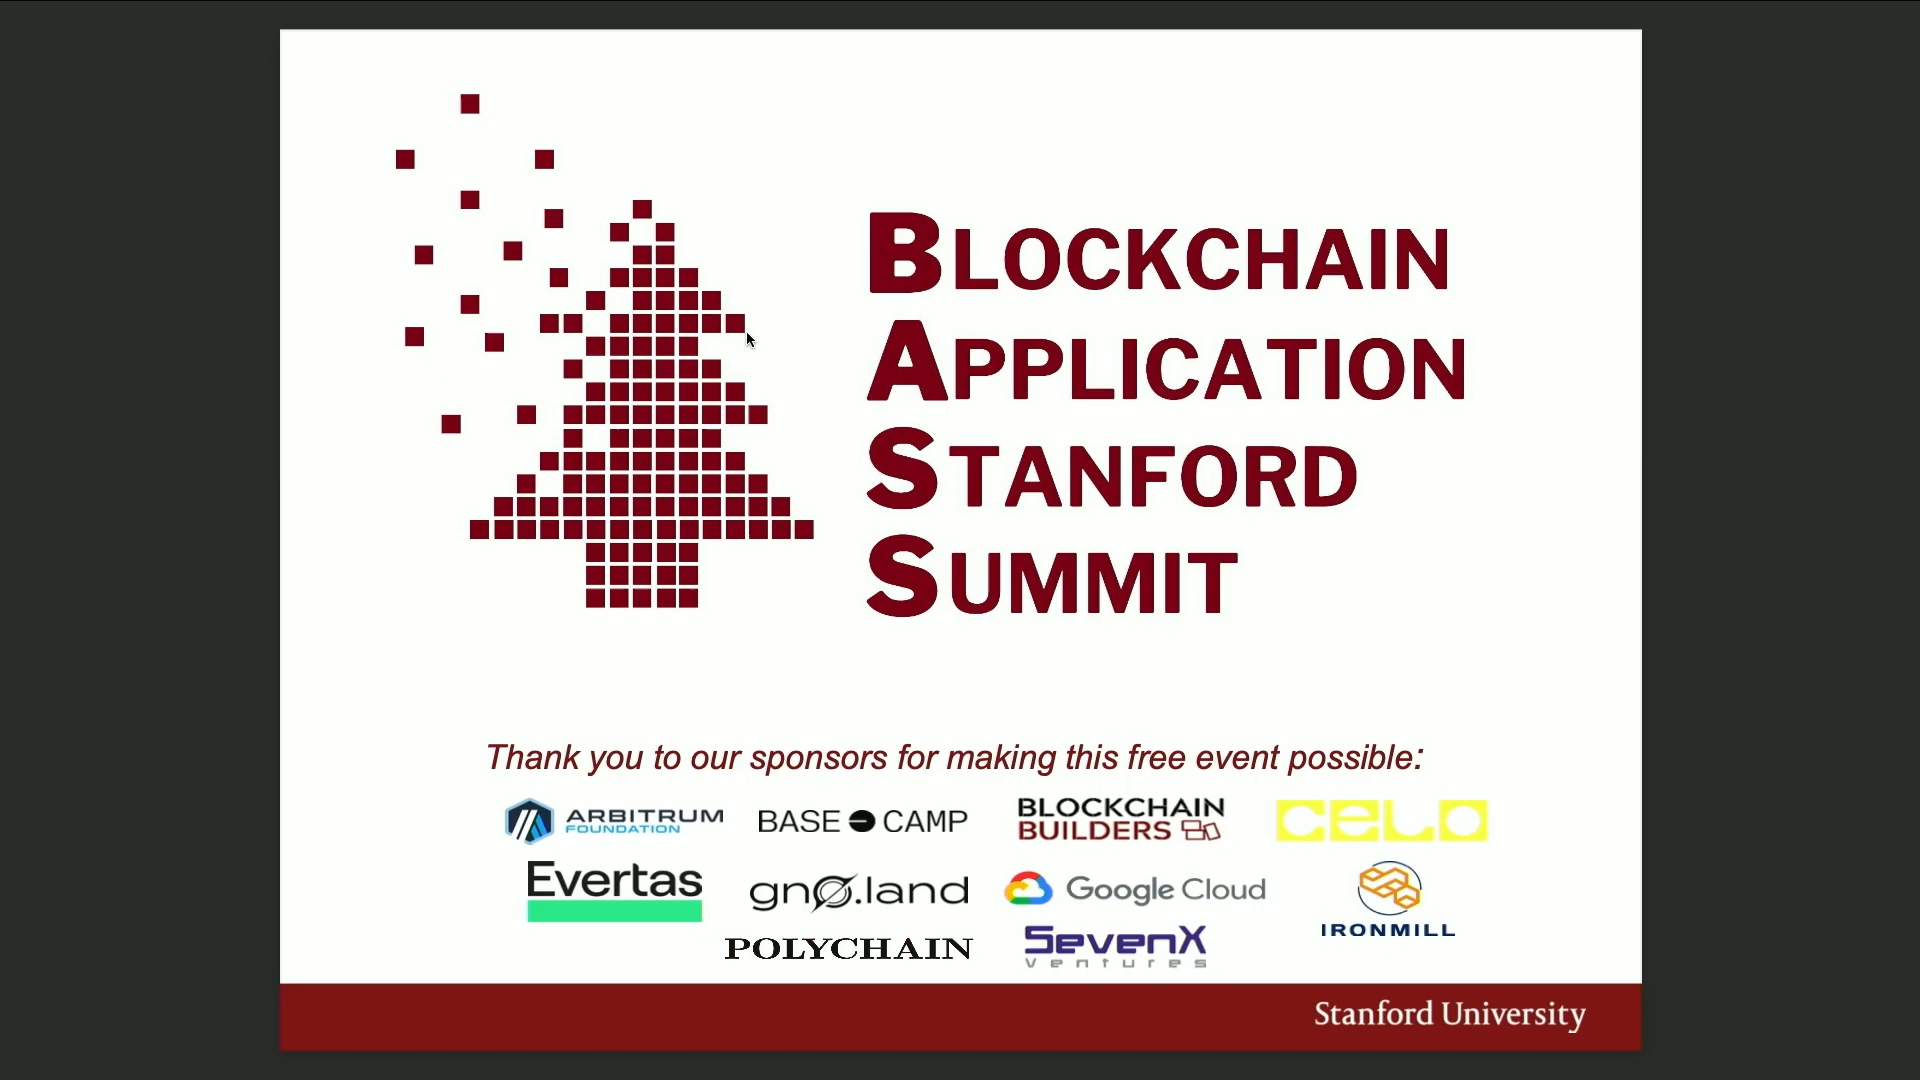 BLOCKCHAIN
APPLICATION
STANFORD
SUMMIT
Thank you to our sponsors for making this free event possible:
ARBITRUM FOUNDATION
BASE CAMP
BLOCKCHAIN BUILDERS
CELO
Evertas
gno.land
Google Cloud
IRONMILL
POLYCHAIN
SevenX Ventures
Stanford University